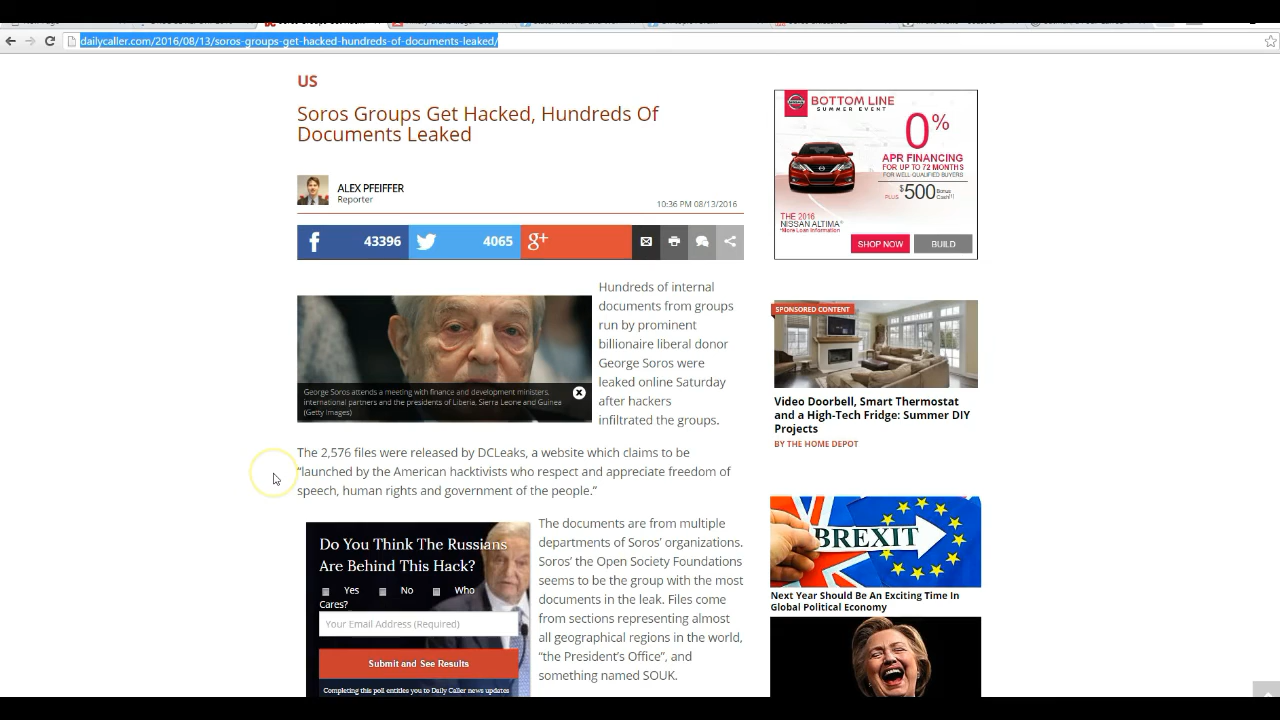 dailycaller.com/2016/08/13/soros-groups-get-hacked-hundreds-of-documents-leaked/
US
Soros Groups Get Hacked, Hundreds Of
Documents Leaked
ALEX PFEIFFER
Reporter
10:36 PM 08/13/2016
f 43396
4065
g+
Hundreds of internal
documents from groups
run by prominent
billionaire liberal donor
George Soros were
leaked online Saturday
after hackers
infiltrated the groups.
George Soros attends a meeting with finance and development ministers,
international partners and the presidents of Liberia, Sierra Leone and Guinea
(Getty Images)
The 2,576 files were released by DCLeaks, a website which claims to be
“launched by the American hacktivists who respect and appreciate freedom of
speech, human rights and government of the people.”
Do You Think The Russians
Are Behind This Hack?
Yes No Who
Cares?
Your Email Address (Required)
Submit and See Results
Completing this poll entitles you to Daily Caller news updates
The documents are from multiple
departments of Soros’ organizations.
Soros’ the Open Society Foundations
seems to be the group with the most
documents in the leak. Files come
from sections representing almost
all geographical regions in the world,
“the President’s Office”, and
something named SOUK.
BOTTOM LINE
SUMMER EVENT
0%
APR FINANCING
FOR UP TO 72 MONTHS
FOR WELL-QUALIFIED BUYERS
PLUS $500 Bonus
Cash
THE 2016
NISSAN ALTIMA
*More Loan Information
SHOP NOW
BUILD
SPONSORED CONTENT
Video Doorbell, Smart Thermostat
and a High-Tech Fridge: Summer DIY
Projects
BY THE HOME DEPOT
BREXIT
Next Year Should Be An Exciting Time In
Global Political Economy